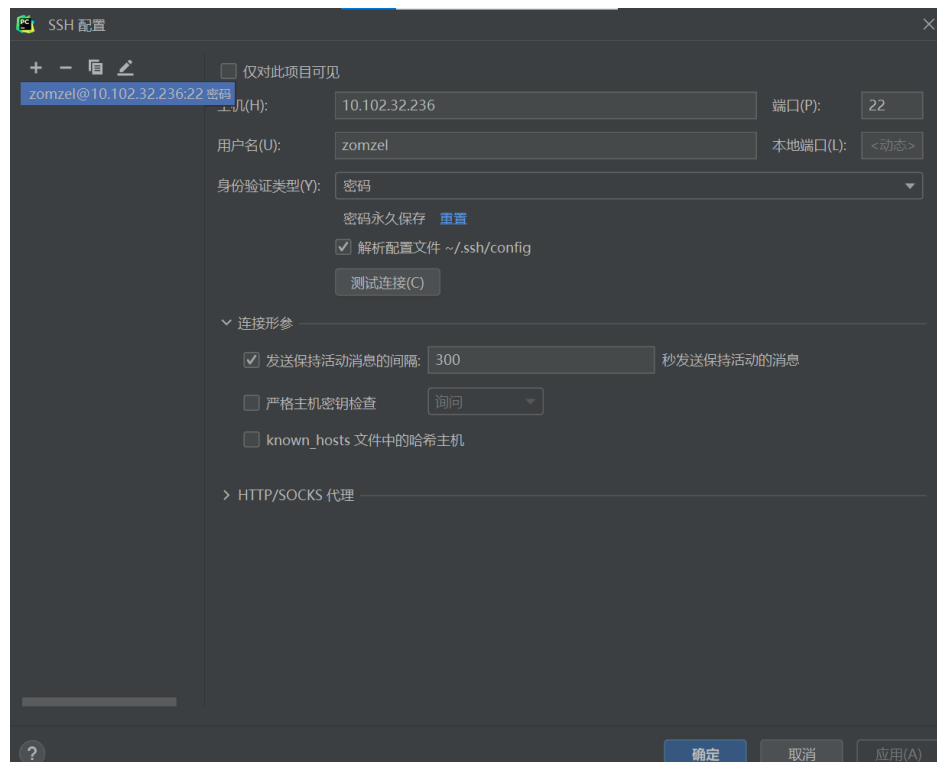 PC SSH 配置
仅对此项目可见
zomzel@10.102.32.236:22 密码
主机(H): 10.102.32.236 端口(P): 22
用户名(U): zomzel 本地端口(L): <动态>
身份验证类型(Y): 密码
密码永久保存 重置
解析配置文件 ~/.ssh/config
测试连接(C)
连接形参
发送保持活动消息的间隔: 300 秒发送保持活动的消息
严格主机密钥检查 询问
known_hosts 文件中的哈希主机
HTTP/SOCKS 代理
? 确定 取消 应用(A)